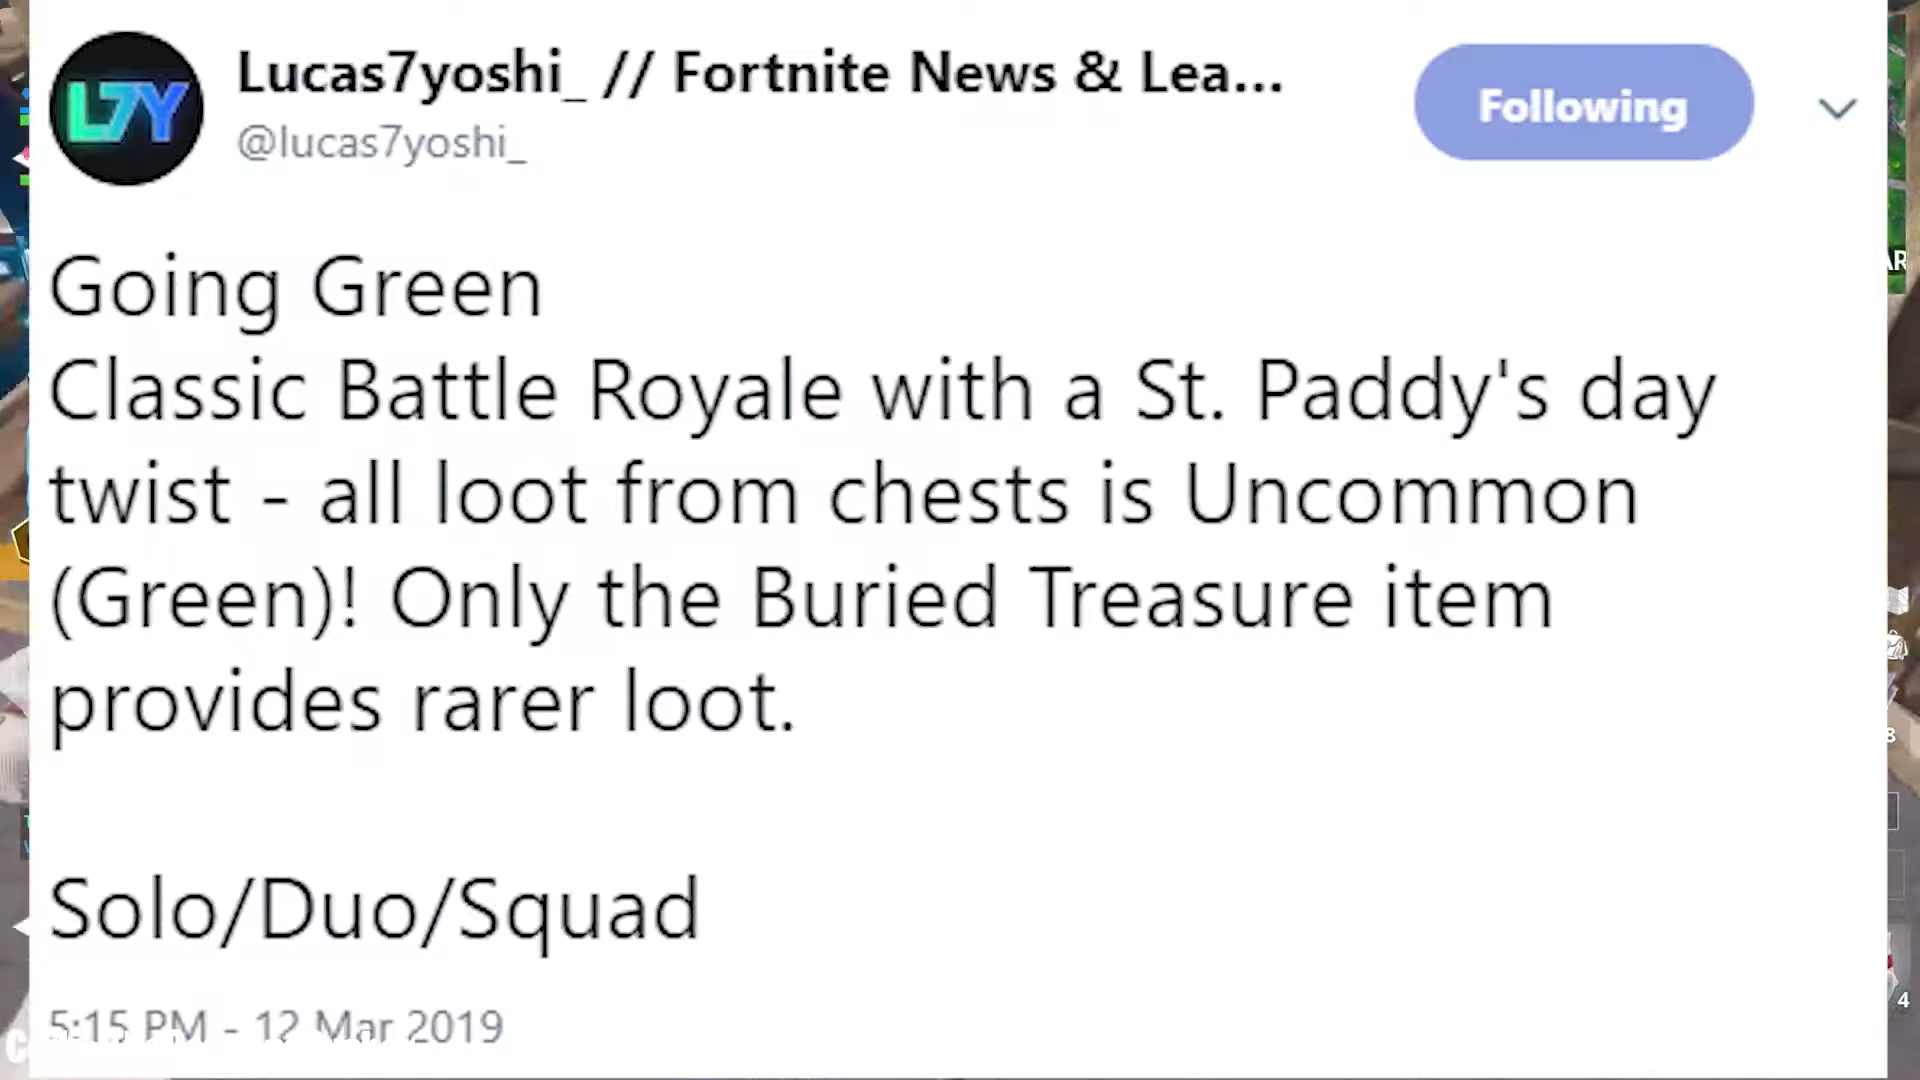 L7Y
Lucas7yoshi_ // Fortnite News & Lea...
@lucas7yoshi_
Following
Going Green
Classic Battle Royale with a St. Paddy's day
twist - all loot from chests is Uncommon
(Green)! Only the Buried Treasure item
provides rarer loot.
Solo/Duo/Squad
5:15 PM - 12 Mar 2019
4